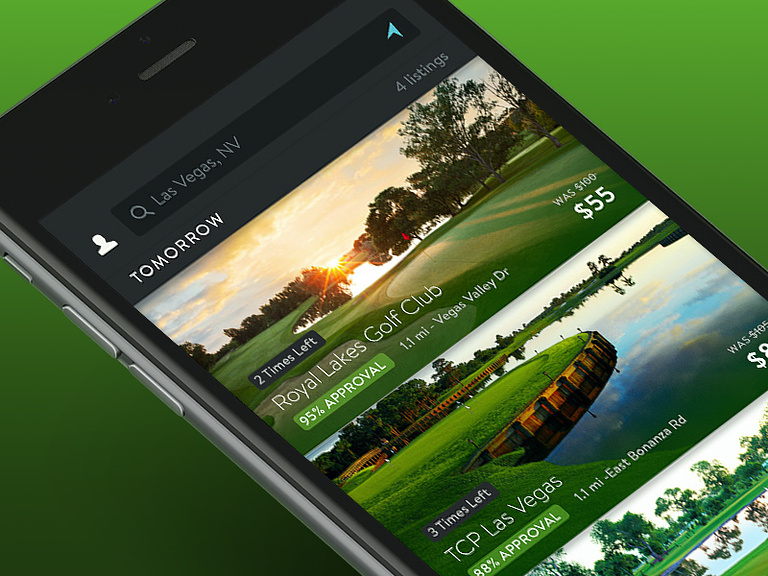 Las Vegas, NV
TOMORROW
4 listings
2 Times Left
Royal Lakes Golf Club
95% APPROVAL
1.1 mi - Vegas Valley Dr
WAS $100
$55
3 Times Left
TCP Las Vegas
88% APPROVAL
1.1 mi -East Bonanza Rd
WAS